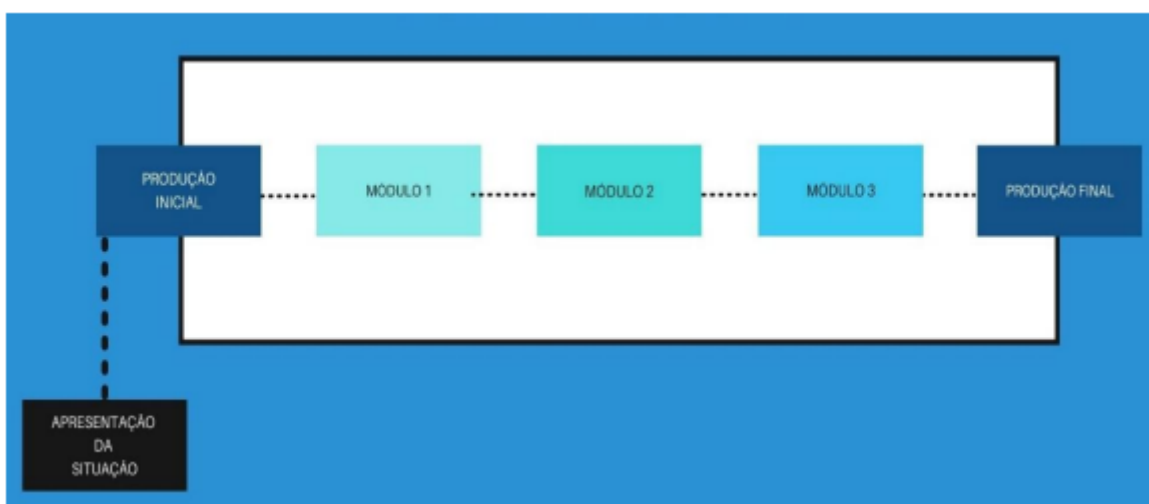 PRODUÇÃO
INICIAL
MÓDULO 1
MÓDULO 2
MÓDULO 3
PRODUÇÃO FINAL
APRESENTAÇÃO
DA
SITUAÇÃO